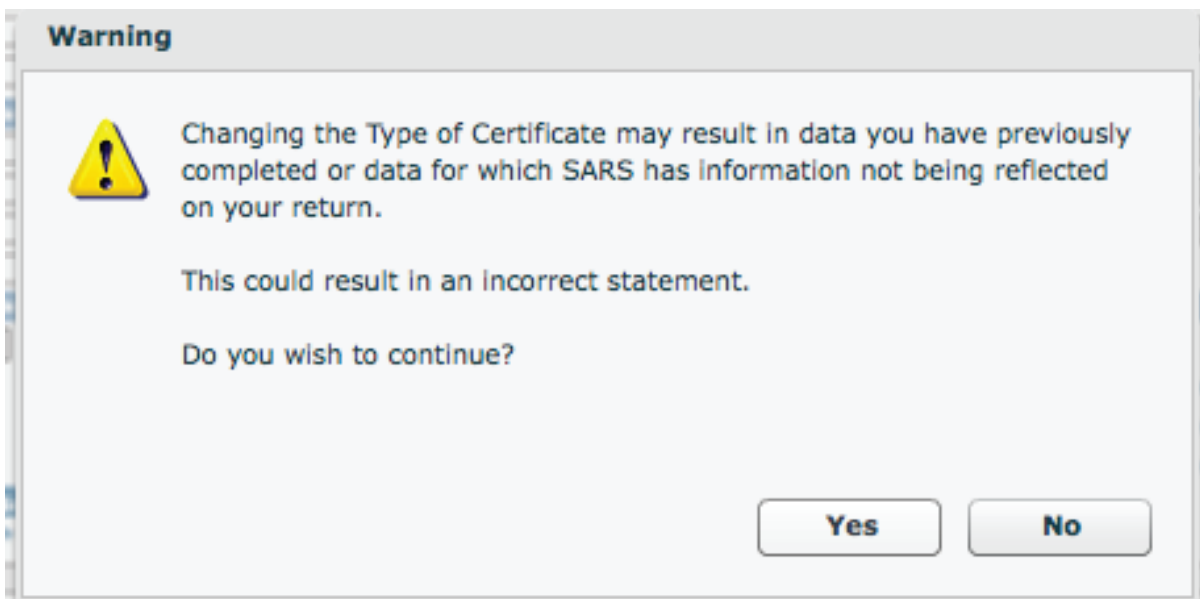 Warning
Changing the Type of Certificate may result in data you have previously
completed or data for which SARS has information not being reflected
on your return.
This could result in an incorrect statement.
Do you wish to continue?
Yes No